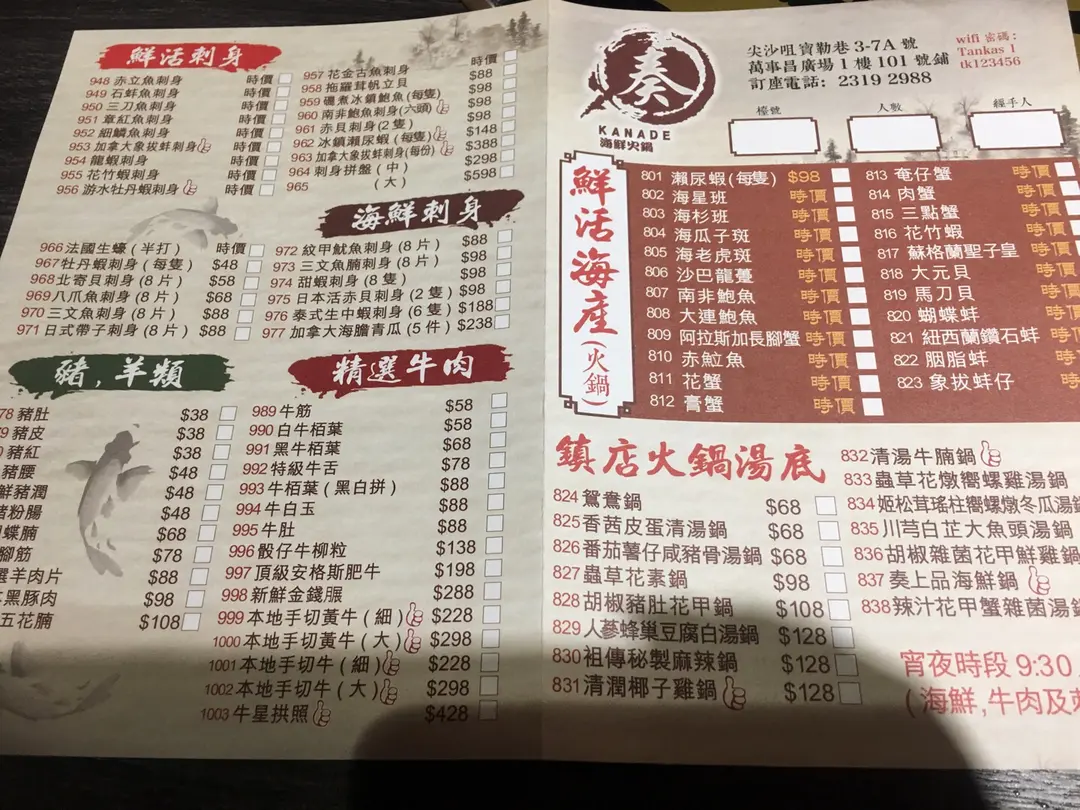 鮮活刺身
948 赤立魚刺身 時價
949 石蚌魚刺身 時價
950 三刀魚刺身 時價
951 章紅魚刺身 時價
952 細鱗魚刺身 時價
953 加拿大象拔蚌刺身 時價
954 龍蝦刺身 時價
955 花竹蝦刺身 時價
956 游水牡丹蝦刺身 時價
957 花金古魚刺身 時價
958 拖羅茸帆立貝 $88
959 磯煮冰鎮鮑魚 (每隻) $98
960 南非鮑魚刺身 (六頭) $98
961 赤貝刺身 (2 隻) $98
962 冰鎮瀨尿蝦 (每隻) $148
963 加拿大象拔蚌刺身 (每份) $388
964 刺身拼盤 ( 中 ) $298
965 ( 大 ) $598
海鮮刺身
966 法國生蠔 ( 半打 ) 時價
967 牡丹蝦刺身 ( 每隻 ) $48
968 北寄貝刺身 (8 片 ) $58
969 八爪魚刺身 (8 片 ) $68
970 三文魚刺身 (8 片 ) $88
971 日式帶子刺身 (8 片 ) $88
972 紋甲魷魚刺身 (8 片 ) $88
973 三文魚腩刺身 (8 片 ) $98
974 甜蝦刺身 (8 隻 ) $98
975 日本活赤貝刺身 (2 隻 ) $98
976 泰式生中蝦刺身 (6 隻 ) $188
977 加拿大海膽青瓜 (5 件 ) $238
豬,羊類
78 豬肚 $38
79 豬皮 $38
豬紅 $38
豬腰 $48
鮮豬潤 $48
豬粉腸 $48
蝴蝶腩 $68
腳筋 $78
選羊肉片 $88
黑豚肉 $98
五花腩 $108
精選牛肉
989 牛筋 $58
990 白牛栢葉 $58
991 黑牛栢葉 $68
992 特級牛舌 $78
993 牛栢葉 ( 黑白拼 ) $88
994 牛白玉 $88
995 牛肚 $88
996 骰仔牛柳粒 $138
997 頂級安格斯肥牛 $198
998 新鮮金錢𦟌 $288
999 本地手切黃牛 ( 細 ) $228
1000 本地手切黃牛 ( 大 ) $298
1001 本地手切牛 ( 細 ) $228
1002 本地手切牛 ( 大 ) $298
1003 牛星拱照 $428
奏
KANADE
海鮮火鍋
尖沙咀寶勒巷 3-7A 號
萬事昌廣場 1 樓 101 號鋪
訂座電話: 2319 2988
wifi 密碼:
Tankas 1
tk123456
檯號 人數 經手人
鮮活海產(火鍋)
801 瀨尿蝦 (每隻) $98
802 海星斑 時價
803 海杉斑 時價
804 海瓜子斑 時價
805 海老虎斑 時價
806 沙巴龍躉 時價
807 南非鮑魚 時價
808 大連鮑魚 時價
809 阿拉斯加長腳蟹 時價
810 赤魟魚 時價
811 花蟹 時價
812 膏蟹 時價
813 奄仔蟹 時價
814 肉蟹 時價
815 三點蟹 時價
816 花竹蝦 時價
817 蘇格蘭聖子皇 時價
818 大元貝 時價
819 馬刀貝 時價
820 蝴蝶蚌 時價
821 紐西蘭鑽石蚌 時價
822 胭脂蚌 時
823 象拔蚌仔 時
鎮店火鍋湯底
824 鴛鴦鍋 $68
825 香茜皮蛋清湯鍋 $68
826 番茄薯仔咸豬骨湯鍋 $68
827 蟲草花素鍋 $98
828 胡椒豬肚花甲鍋 $108
829 人蔘蜂巢豆腐白湯鍋 $128
830 祖傳秘製麻辣鍋 $128
831 清潤椰子雞鍋 $128
832 清湯牛腩鍋
833 蟲草花燉嚮螺雞湯鍋
834 姬松茸瑤柱嚮螺燉冬瓜湯鍋
835 川芎白芷大魚頭湯鍋
836 胡椒雜菌花甲鮮雞鍋
837 奏上品海鮮鍋
838 辣汁花甲蟹雜菌湯鍋
宵夜時段 9:30
( 海鮮,牛肉及刺